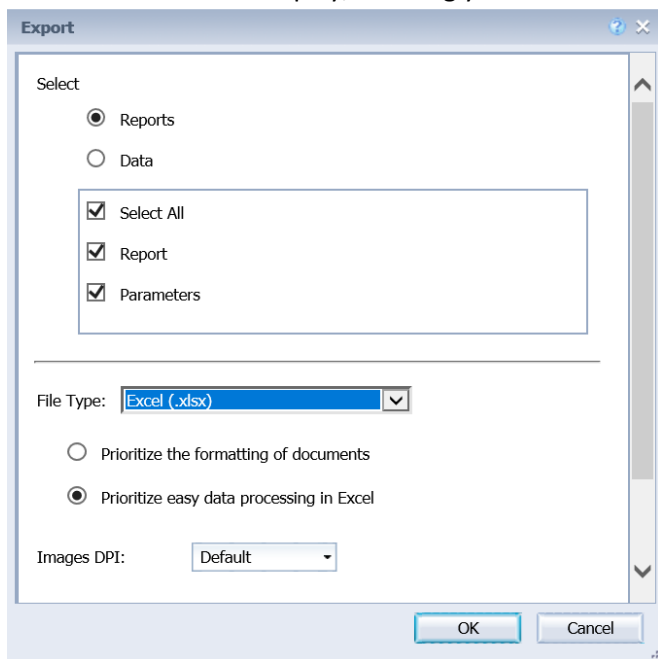 Export
Select
Reports
Data
Select All
Report
Parameters
File Type: Excel (.xlsx)
Prioritize the formatting of documents
Prioritize easy data processing in Excel
Images DPI: Default
OK Cancel